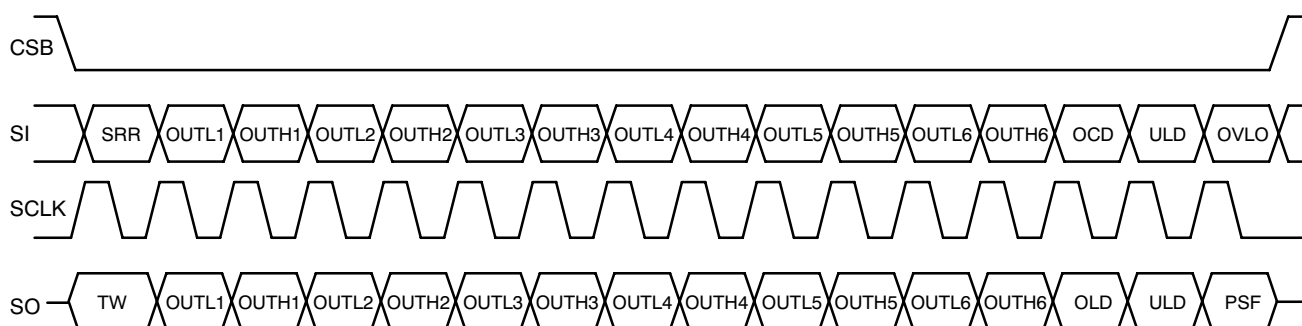 CSB
SI SRR OUTL1 OUTH1 OUTL2 OUTH2 OUTL3 OUTH3 OUTL4 OUTH4 OUTL5 OUTH5 OUTL6 OUTH6 OCD ULD OVLO
SCLK
SO TW OUTL1 OUTH1 OUTL2 OUTH2 OUTL3 OUTH3 OUTL4 OUTH4 OUTL5 OUTH5 OUTL6 OUTH6 OLD ULD PSF